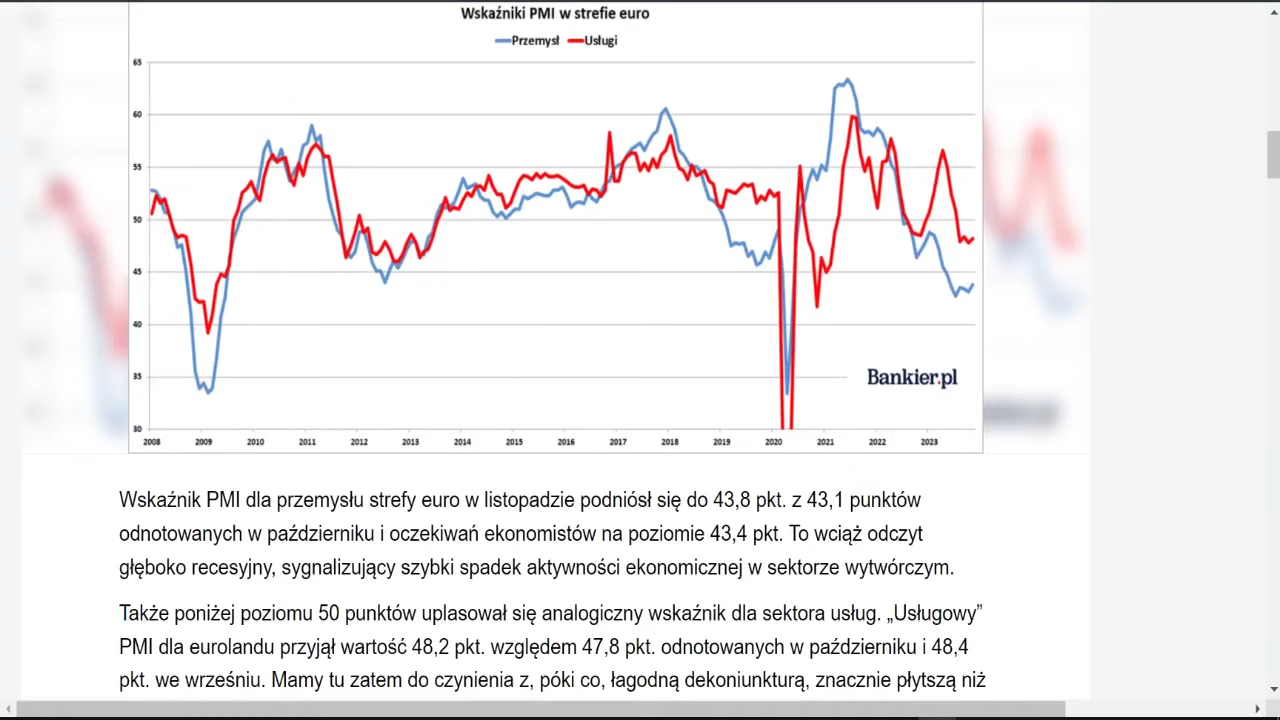 Wskaźniki PMI w strefie euro
Przemysł Usługi
65
60
55
50
45
40
35
30
Bankier.pl
2008 2009 2010 2011 2012 2013 2014 2015 2016 2017 2018 2019 2020 2021 2022 2023
Wskaźnik PMI dla przemysłu strefy euro w listopadzie podniósł się do 43,8 pkt. z 43,1 punktów
odnotowanych w październiku i oczekiwań ekonomistów na poziomie 43,4 pkt. To wciąż odczyt
głęboko recesyjny, sygnalizujący szybki spadek aktywności ekonomicznej w sektorze wytwórczym.
Także poniżej poziomu 50 punktów uplasował się analogiczny wskaźnik dla sektora usług. „Usługowy”
PMI dla eurolandu przyjął wartość 48,2 pkt. względem 47,8 pkt. odnotowanych w październiku i 48,4
pkt. we wrześniu. Mamy tu zatem do czynienia z, póki co, łagodną dekoniunkturą, znacznie płytszą niż